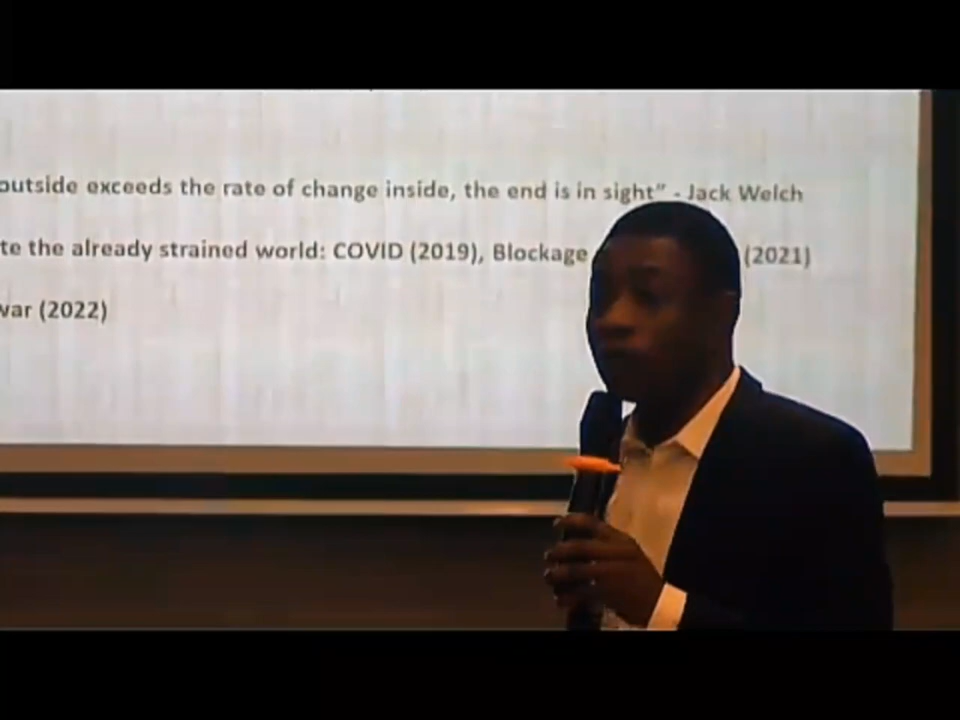 outside exceeds the rate of change inside, the end is in sight" - Jack Welch
te the already strained world: COVID (2019), Blockage (2021)
war (2022)